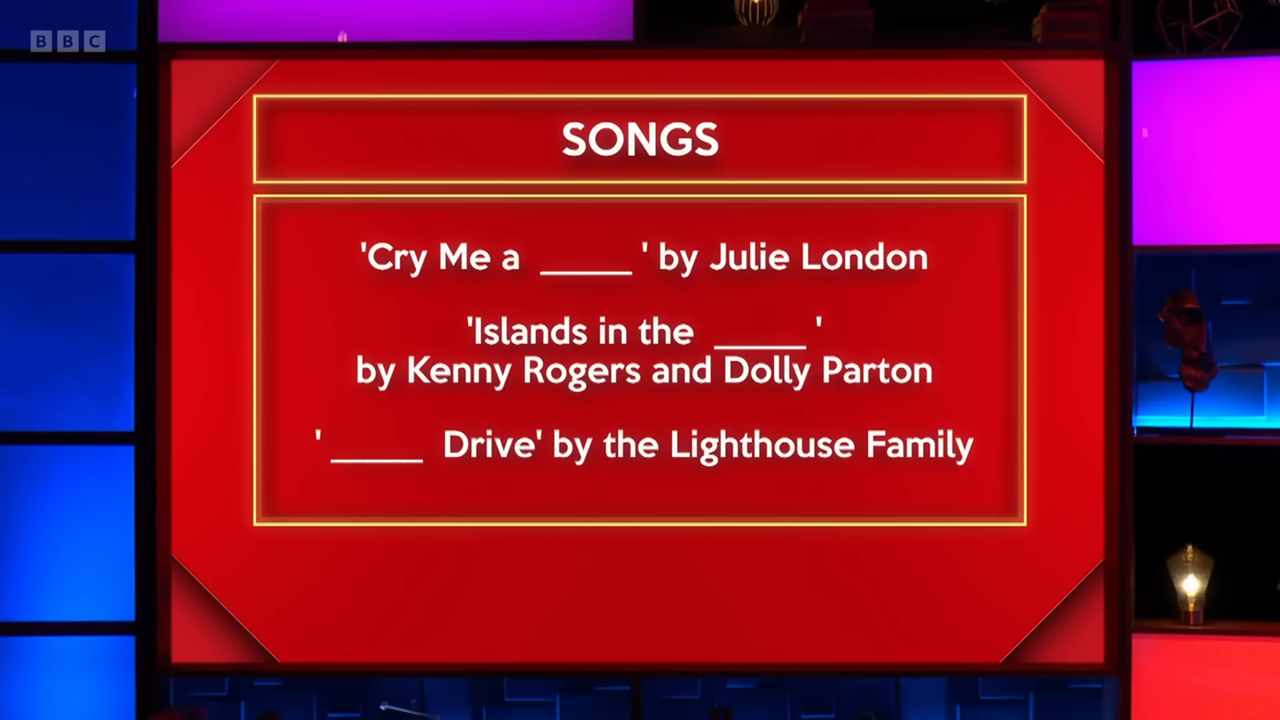 BBC
SONGS
'Cry Me a _____ ' by Julie London
'Islands in the _____ '
by Kenny Rogers and Dolly Parton
' _____ Drive' by the Lighthouse Family